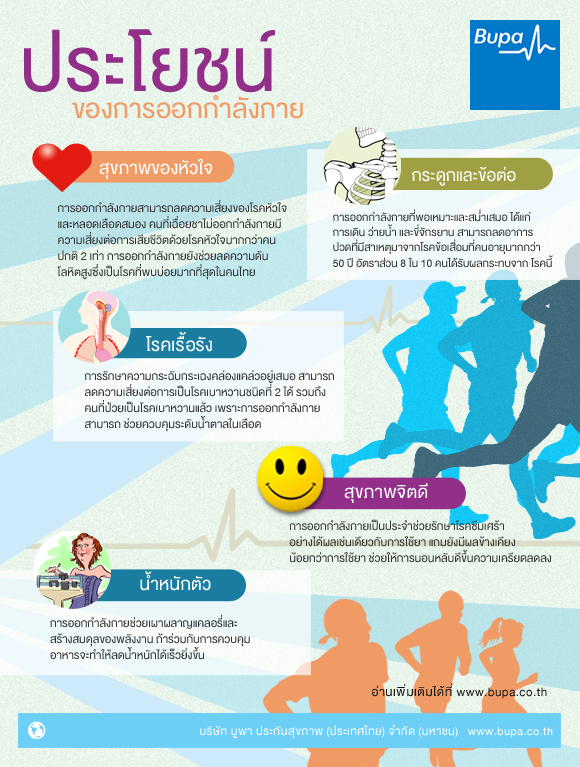 ประโยชน์
ของการออกกำลังกาย
Bupa
สุขภาพของหัวใจ
การออกกำลังกายสามารถลดความเสี่ยงของโรคหัวใจ
และหลอดเลือดสมอง คนที่เฉื่อยชาไม่ออกกำลังกายมี
ความเสี่ยงต่อการเสียชีวิตด้วยโรคหัวใจมากกว่าคน
ปกติ 2 เท่า การออกกำลังกายยังช่วยลดความดัน
โลหิตสูงซึ่งเป็นโรคที่พบบ่อยมากที่สุดในคนไทย
กระดูกและข้อต่อ
การออกกำลังกายที่พอเหมาะและสม่ำเสมอ ได้แก่
การเดิน ว่ายน้ำ และขี่จักรยาน สามารถลดอาการ
ปวดที่มีสาเหตุมาจากโรคข้อเสื่อมที่คนอายุมากกว่า
50 ปี อัตราส่วน 8 ใน 10 คนได้รับผลกระทบจาก โรคนี้
โรคเรื้อรัง
การรักษาความกระฉับกระเฉงคล่องแคล่วอยู่เสมอ สามารถ
ลดความเสี่ยงต่อการเป็นโรคเบาหวานชนิดที่ 2 ได้ รวมถึง
คนที่ป่วยเป็นโรคเบาหวานแล้ว เพราะการออกกำลังกาย
สามารถ ช่วยควบคุมระดับน้ำตาลในเลือด
สุขภาพจิตดี
การออกกำลังกายเป็นประจำช่วยรักษาโรคซึมเศร้า
อย่างได้ผลเช่นเดียวกับการใช้ยา แถมยังมีผลข้างเคียง
น้อยกว่าการใช้ยา ช่วยให้การนอนหลับดีขึ้นความเครียดลดลง
น้ำหนักตัว
การออกกำลังกายช่วยเผาผลาญแคลอรี่และ
สร้างสมดุลของพลังงาน ถ้าร่วมกับการควบคุม
อาหารจะทำให้ลดน้ำหนักได้เร็วยิ่งขึ้น
อ่านเพิ่มเติมได้ที่ www.bupa.co.th
บริษัท บูพา ประกันสุขภาพ (ประเทศไทย) จำกัด (มหาชน) www.bupa.co.th